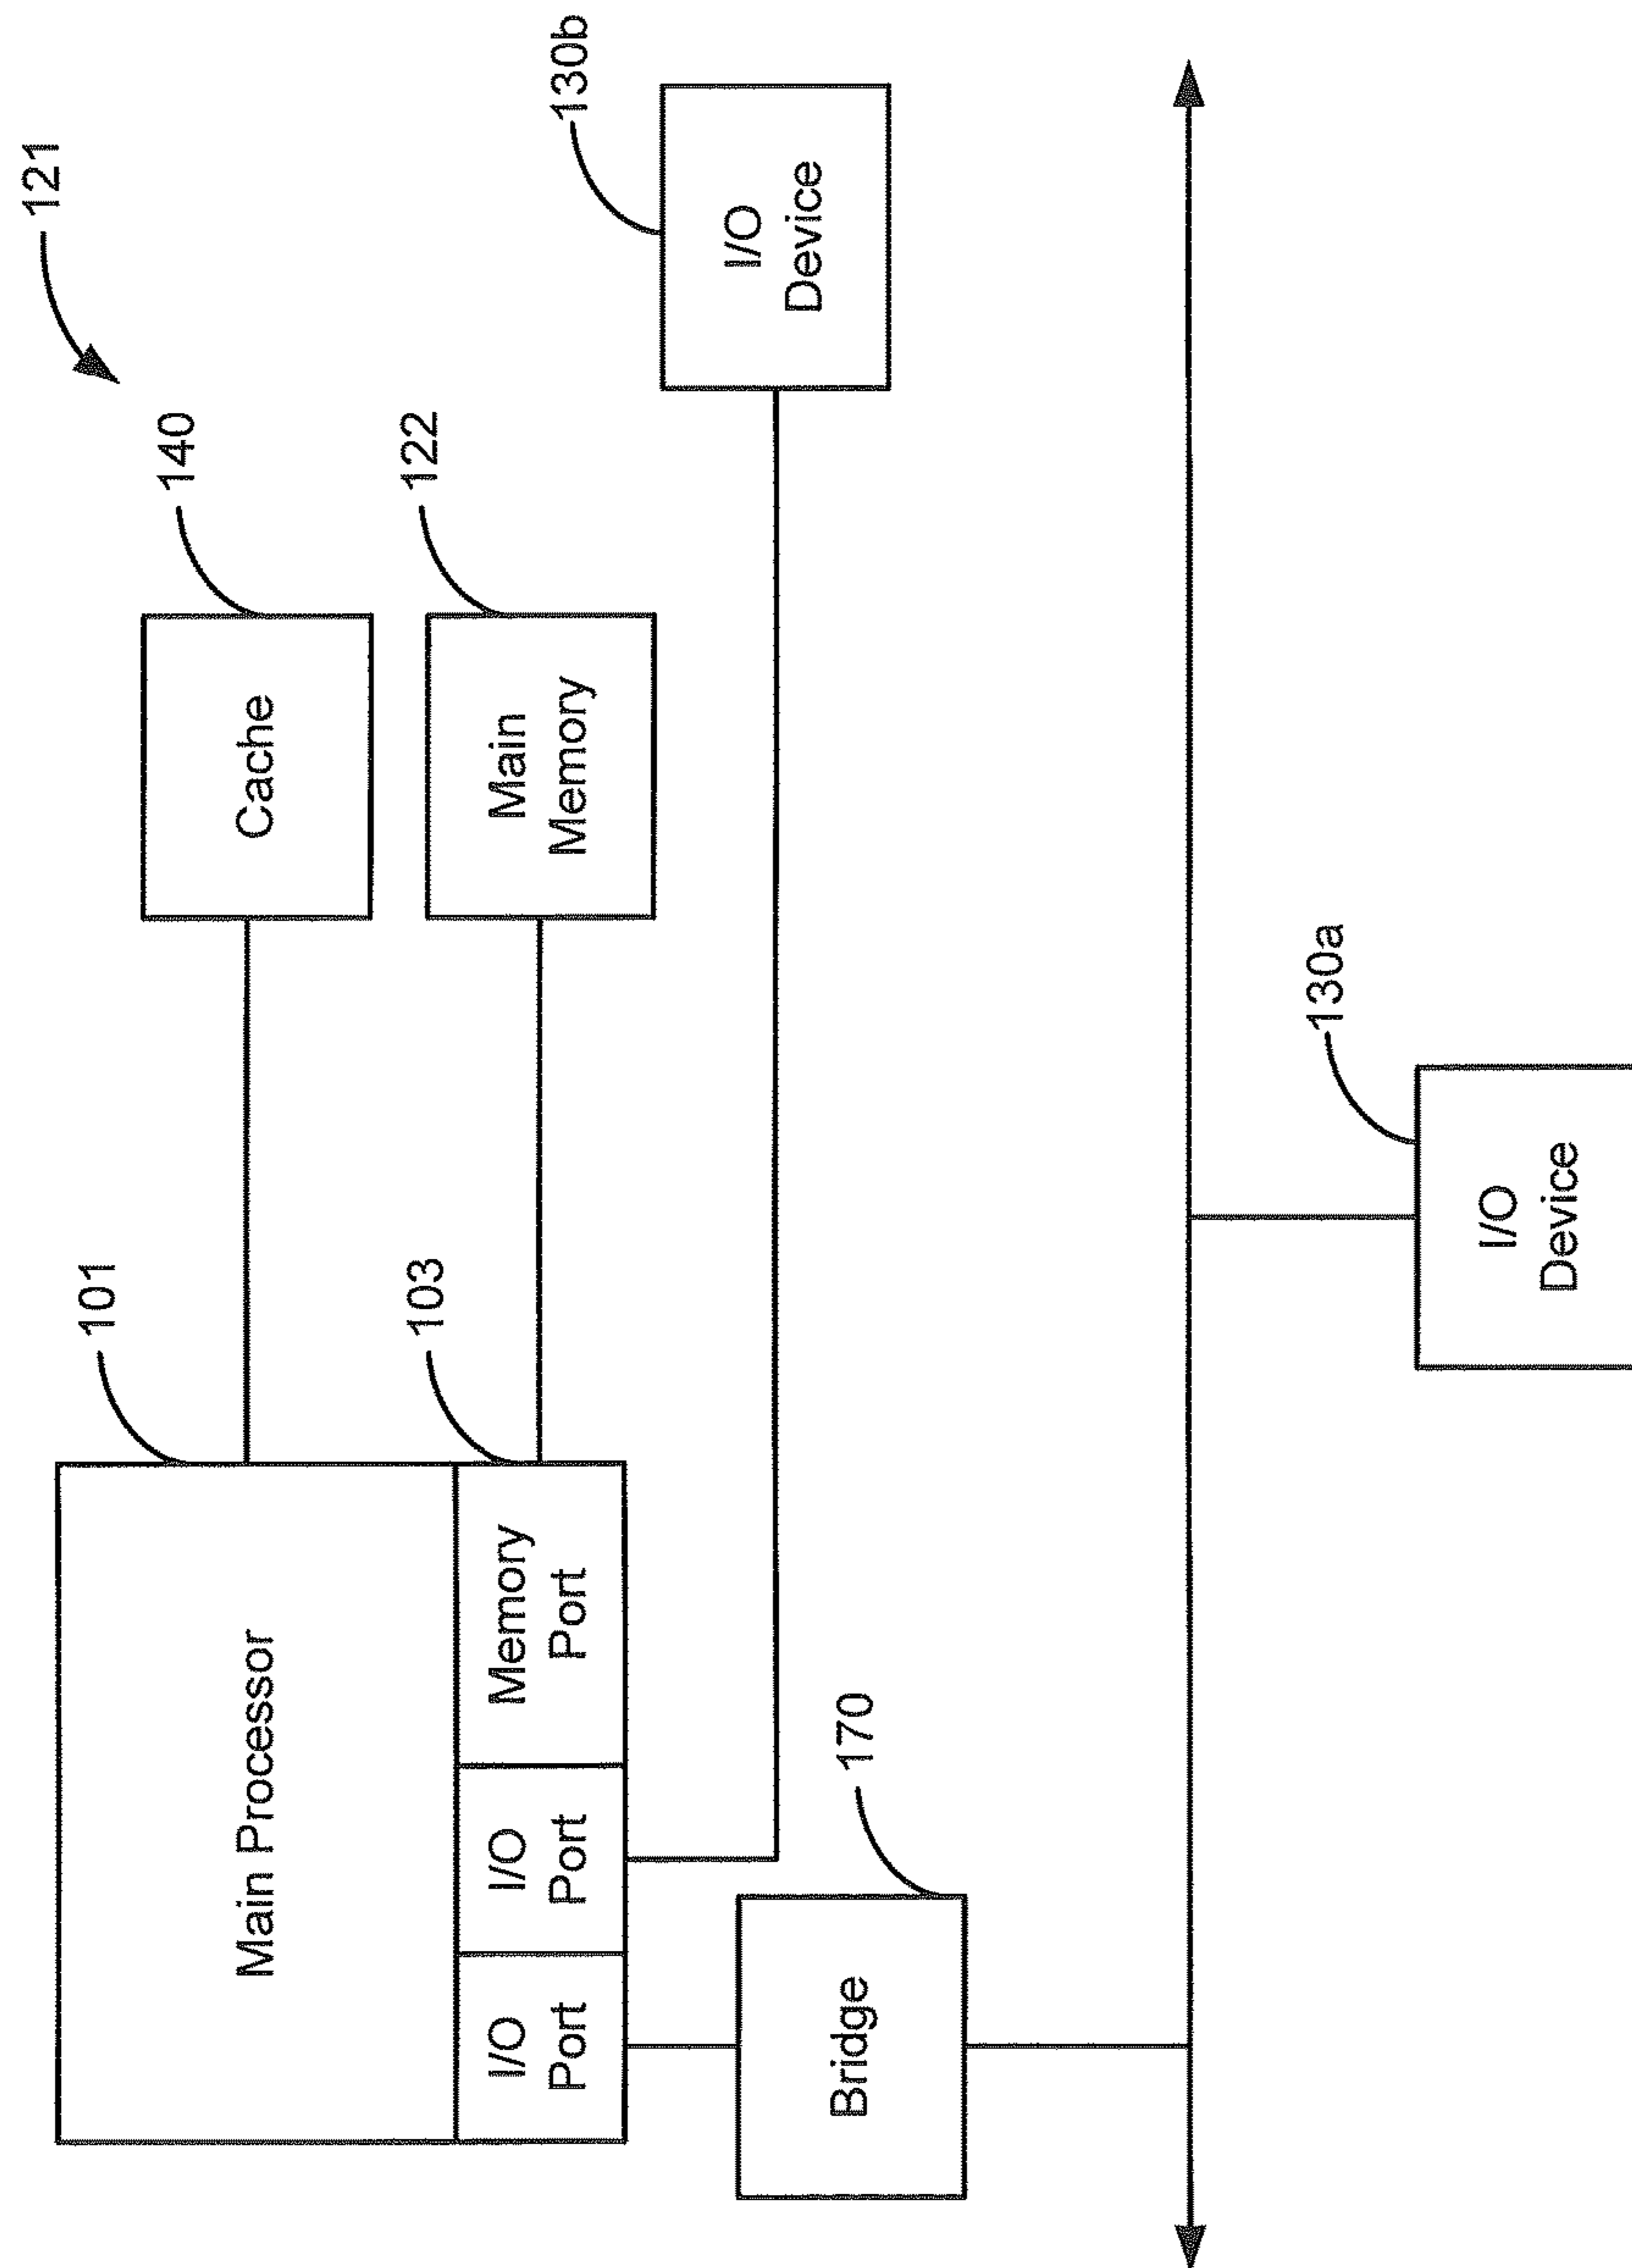 121
101
Main Processor
140
Cache
I/O
Port
I/O
Port
Memory
Port
103
122
Main
Memory
170
Bridge
130b
I/O
Device
130a
I/O
Device